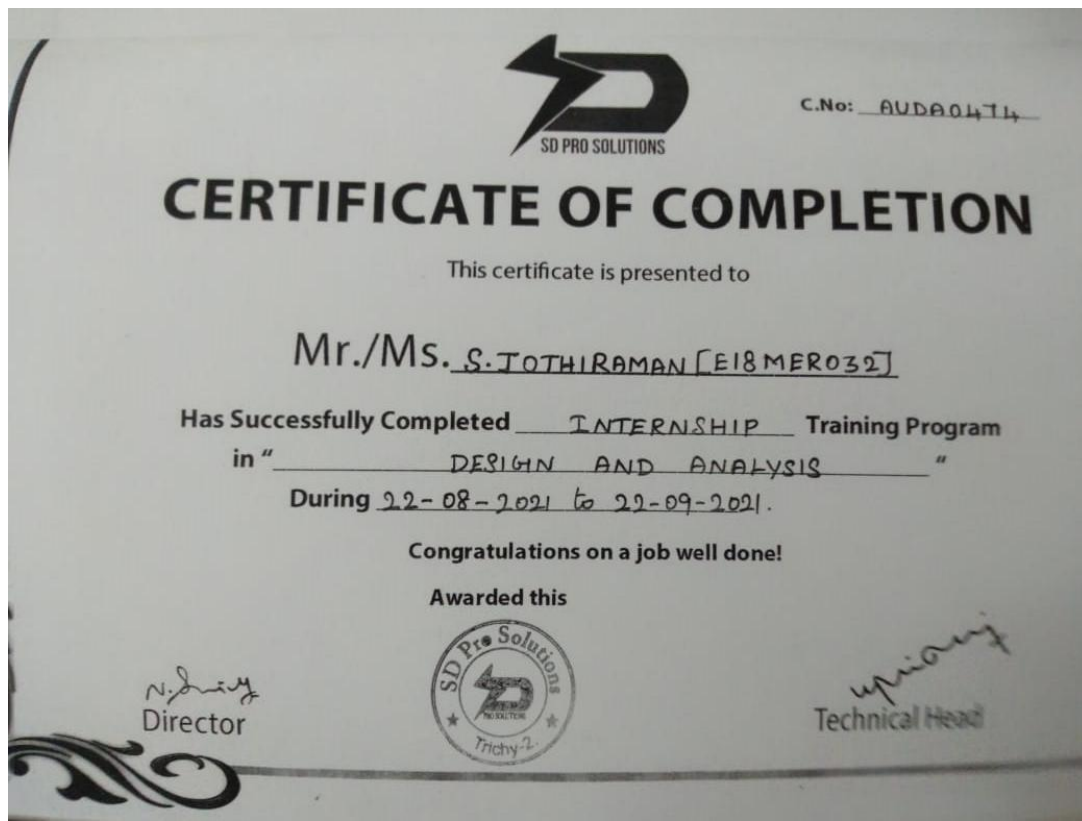 SD PRO SOLUTIONS
C.No: AUDA0474
CERTIFICATE OF COMPLETION
This certificate is presented to
Mr./Ms. S. JOTHIRAMAN [E18MER032]
Has Successfully Completed INTERNSHIP Training Program
in " DESIGN AND ANALYSIS "
During 22-08-2021 to 22-09-2021.
Congratulations on a job well done!
Awarded this
SD Pro Solutions
PRO SOLUTIONS
Trichy-2.
Director
Technical Head